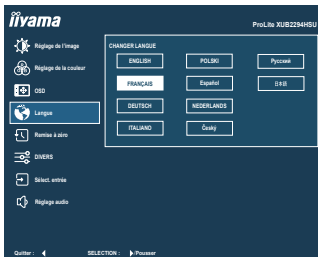 iiyama
ProLite XUB2294HSU
Réglage de l'image
Réglage de la couleur
OSD
Langue
Remise à zéro
DIVERS
Sélect. entrée
Réglage audio
CHANGER LANGUE
ENGLISH
POLSKI
Русский
FRANÇAIS
Español
日本語
DEUTSCH
NEDERLANDS
ITALIANO
Český
Quitter :
SELECTION : /Pousser